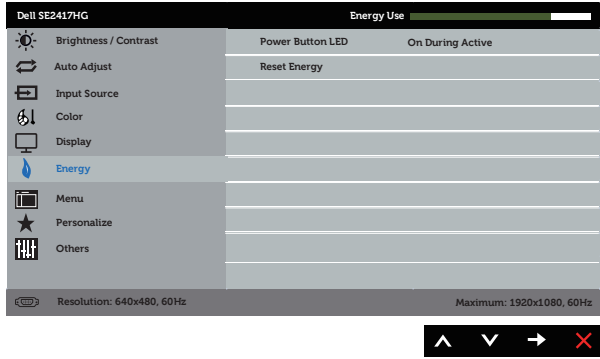 Dell SE2417HG Energy Use
Brightness / Contrast Power Button LED On During Active
Auto Adjust Reset Energy
Input Source
Color
Display
Energy
Menu
Personalize
Others
Resolution: 640x480, 60Hz Maximum: 1920x1080, 60Hz